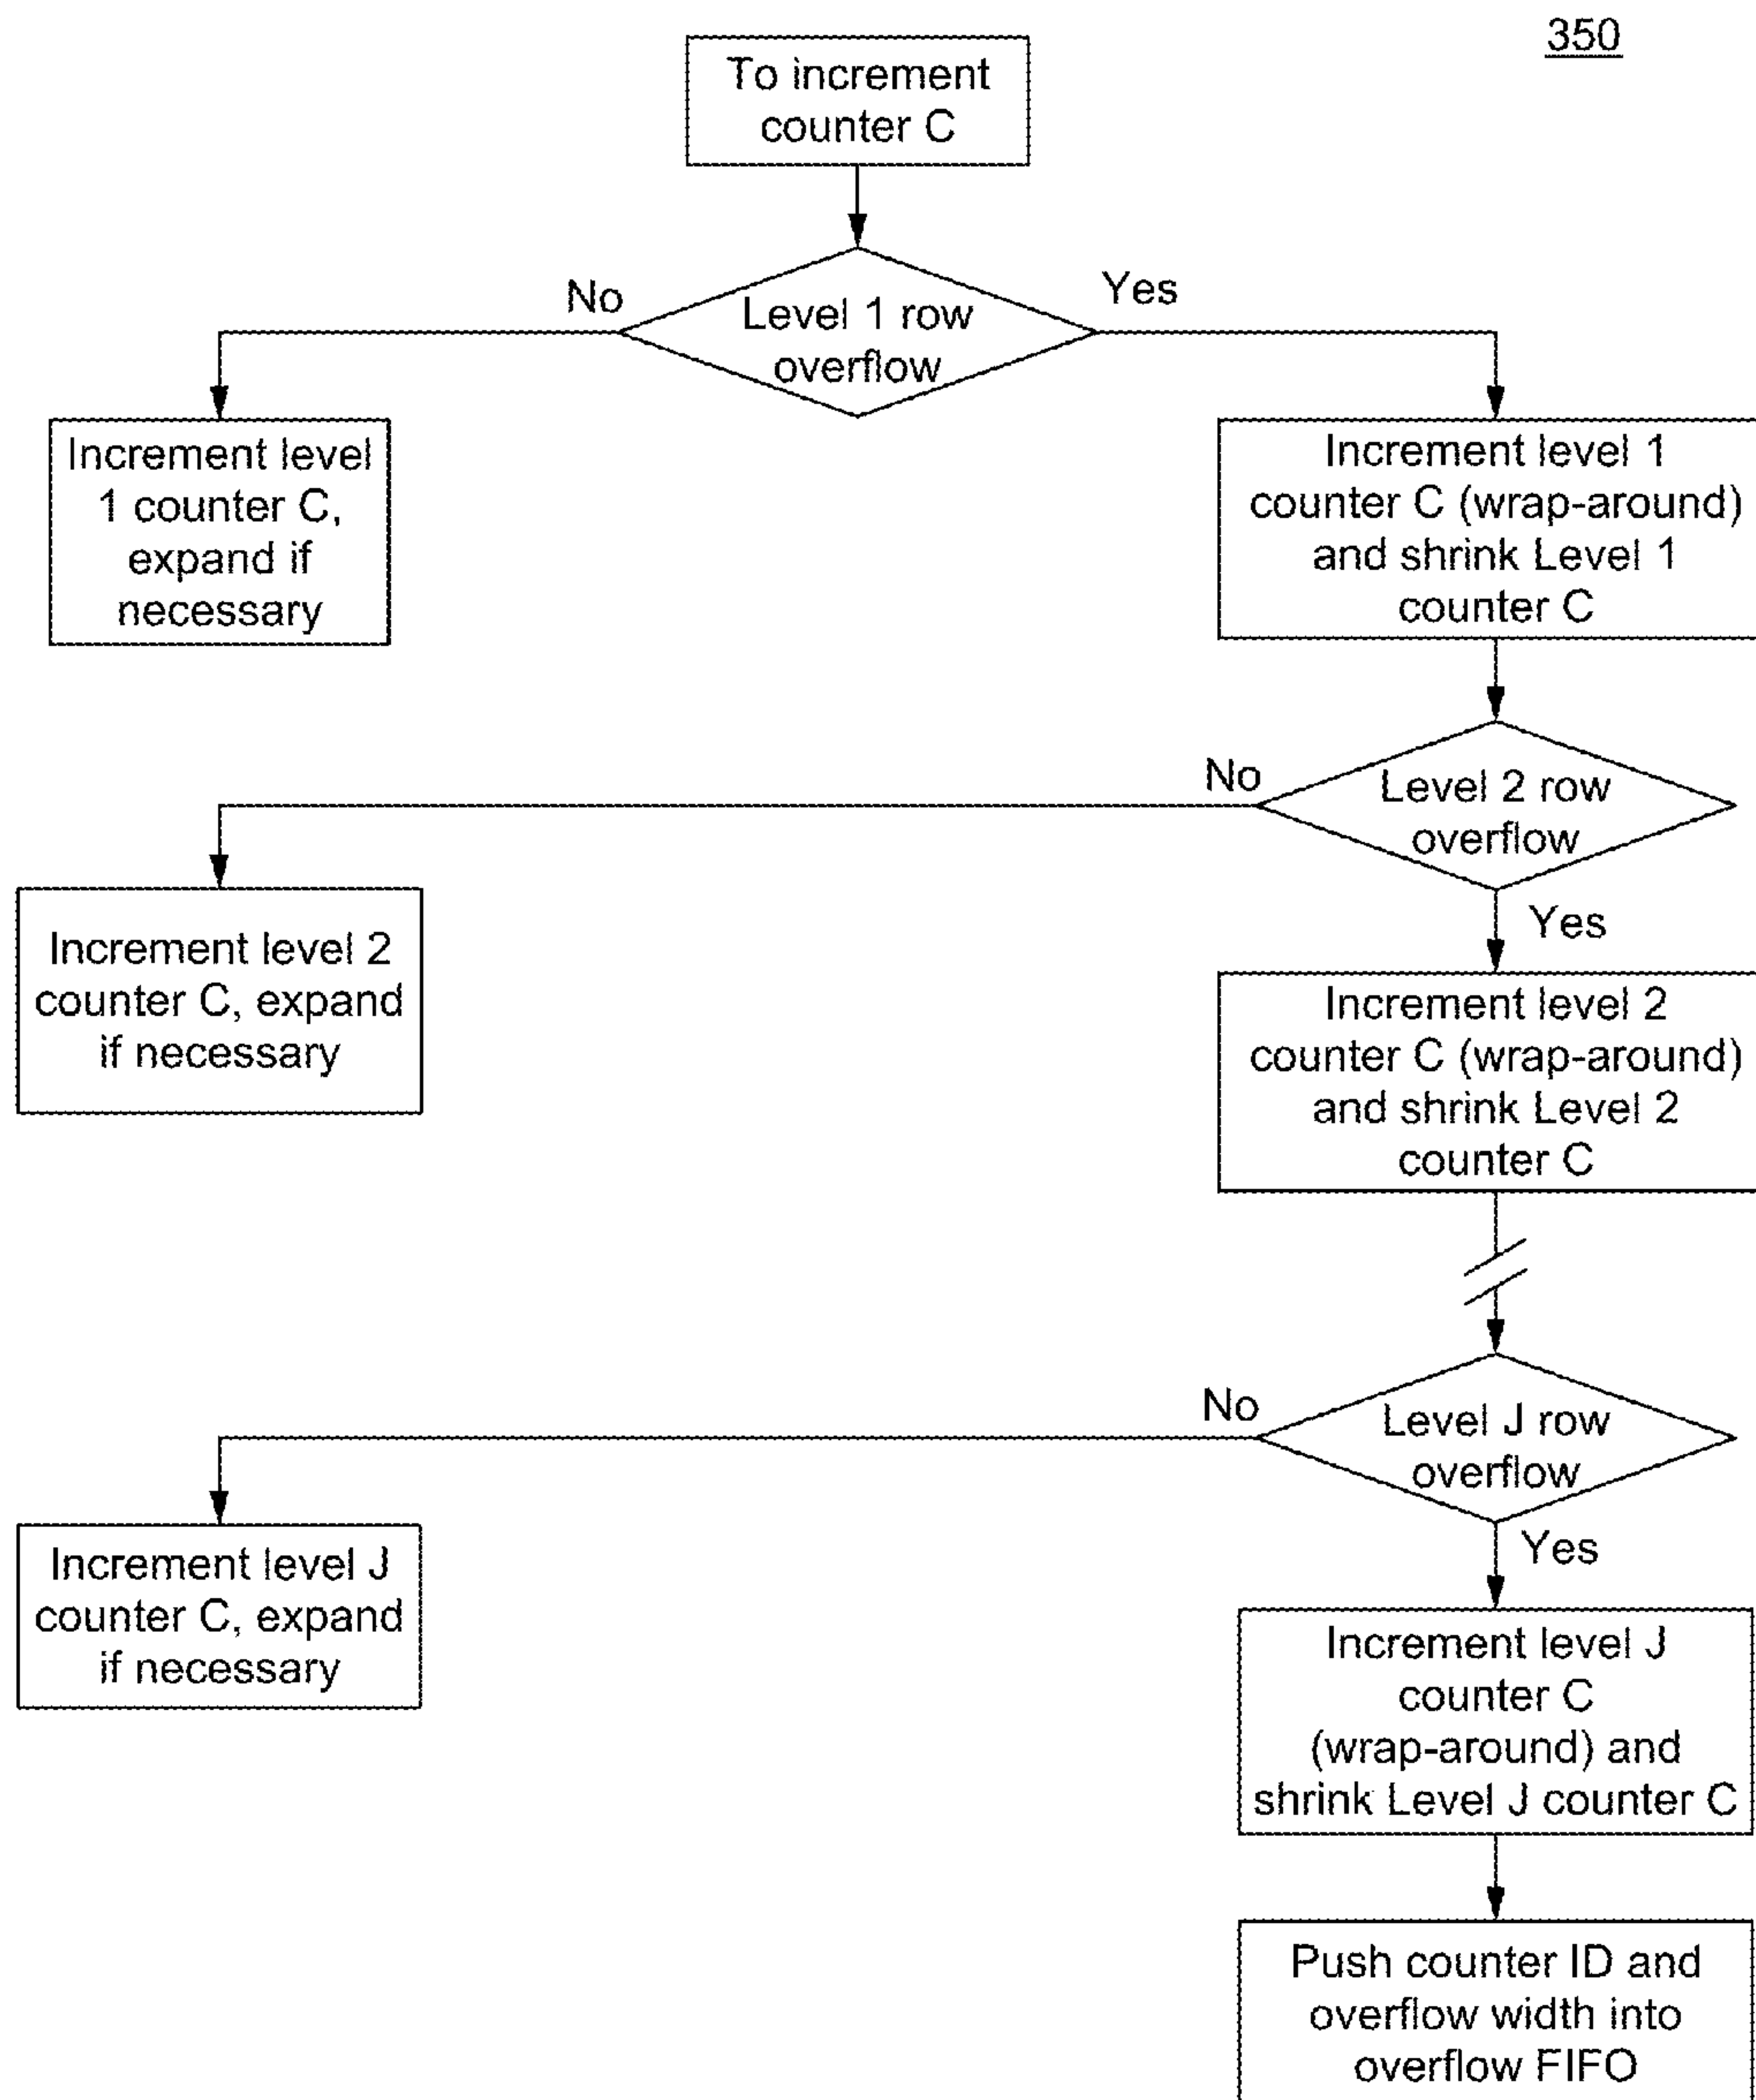 350
To increment
counter C
No
Yes
Level 1 row
overflow
Increment level
1 counter C,
expand if
necessary
Increment level 1
counter C (wrap-around)
and shrink Level 1
counter C
No
Level 2 row
overflow
Yes
Increment level 2
counter C, expand
if necessary
Increment level 2
counter C (wrap-around)
and shrink Level 2
counter C
No
Level J row
overflow
Yes
Increment level J
counter C, expand
if necessary
Increment level J
counter C
(wrap-around) and
shrink Level J counter C
Push counter ID and
overflow width into
overflow FIFO